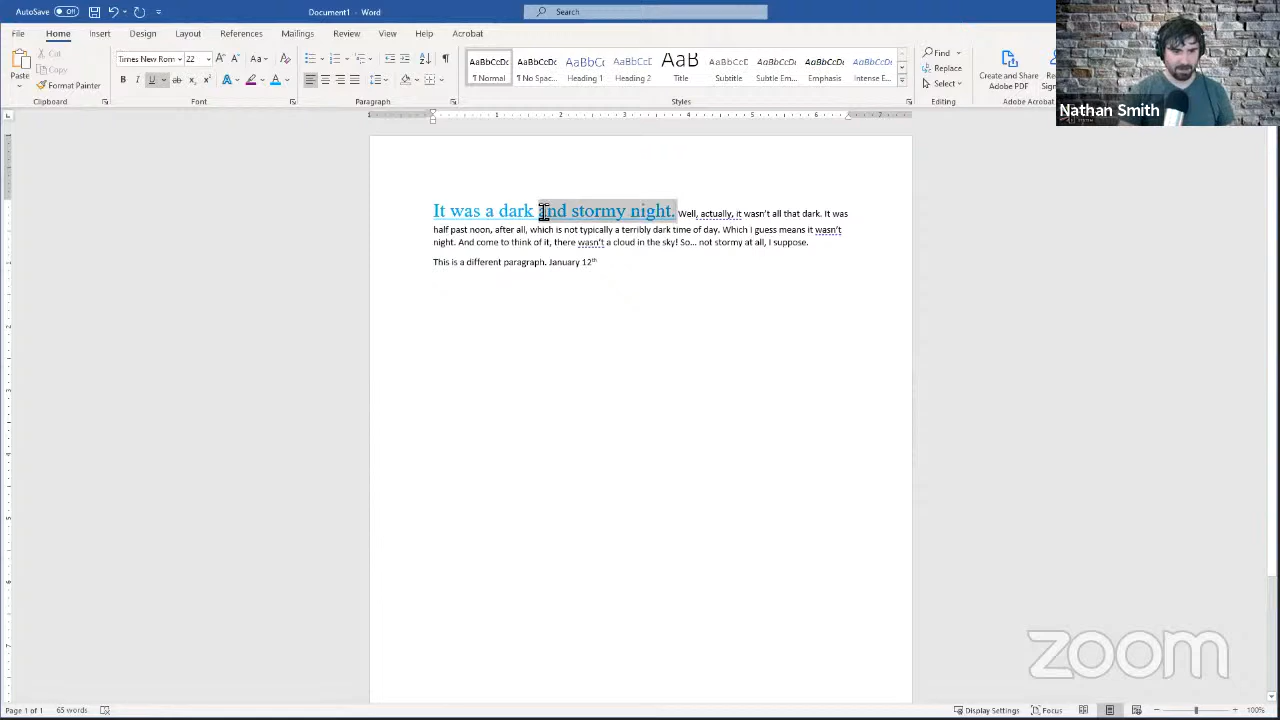 AutoSave Off Document1 - Word Search
File Home Insert Design Layout References Mailings Review View Help Acrobat
Paste Cut Copy Format Painter
Times New Rom 22
Clipboard Font Paragraph Styles Editing
AaBbCcDc AaBbCcDc AaBbCc AaBbCcC AaB AaBbCcC AaBbCcDc AaBbCcDc AaBbCcDc
¶ Normal ¶ No Spac... Heading 1 Heading 2 Title Subtitle Subtle Em... Emphasis Intense E...
Find Replace Select
Create and Share
Adobe PDF
Nathan Smith
It was a dark and stormy night. Well, actually, it wasn't all that dark. It was
half past noon, after all, which is not typically a terribly dark time of day. Which I guess means it wasn't
night. And come to think of it, there wasn't a cloud in the sky! So... not stormy at all, I suppose.
This is a different paragraph. January 12th
zoom
Page 1 of 1 65 words Display Settings Focus 100%